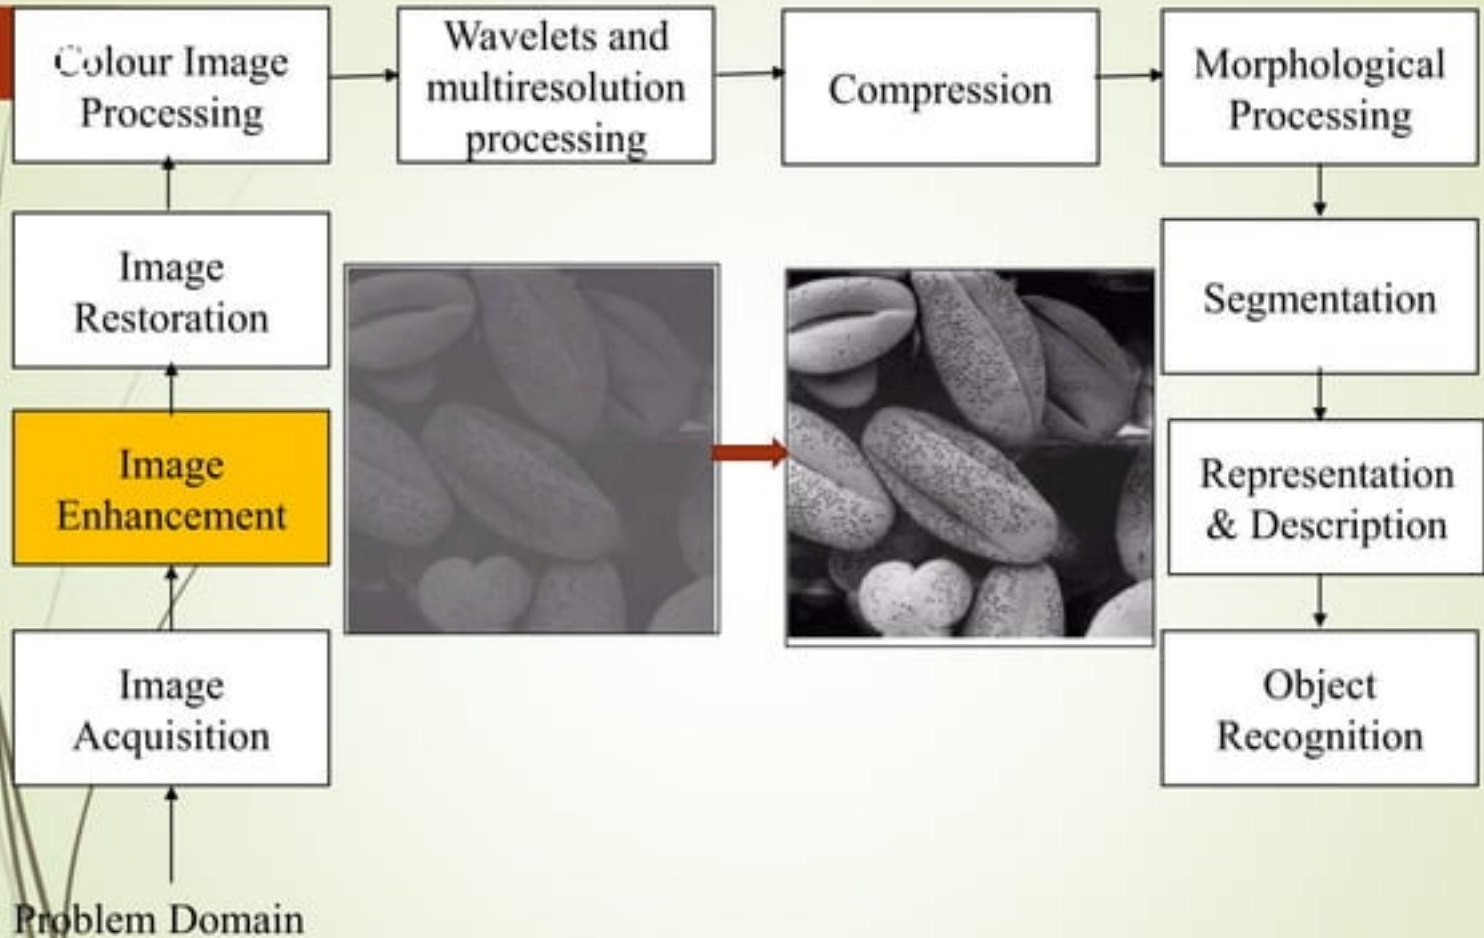 Colour Image
Processing
Wavelets and
multiresolution
processing
Compression
Morphological
Processing
Image
Restoration
Segmentation
Image
Enhancement
Representation
& Description
Image
Acquisition
Object
Recognition
Problem Domain